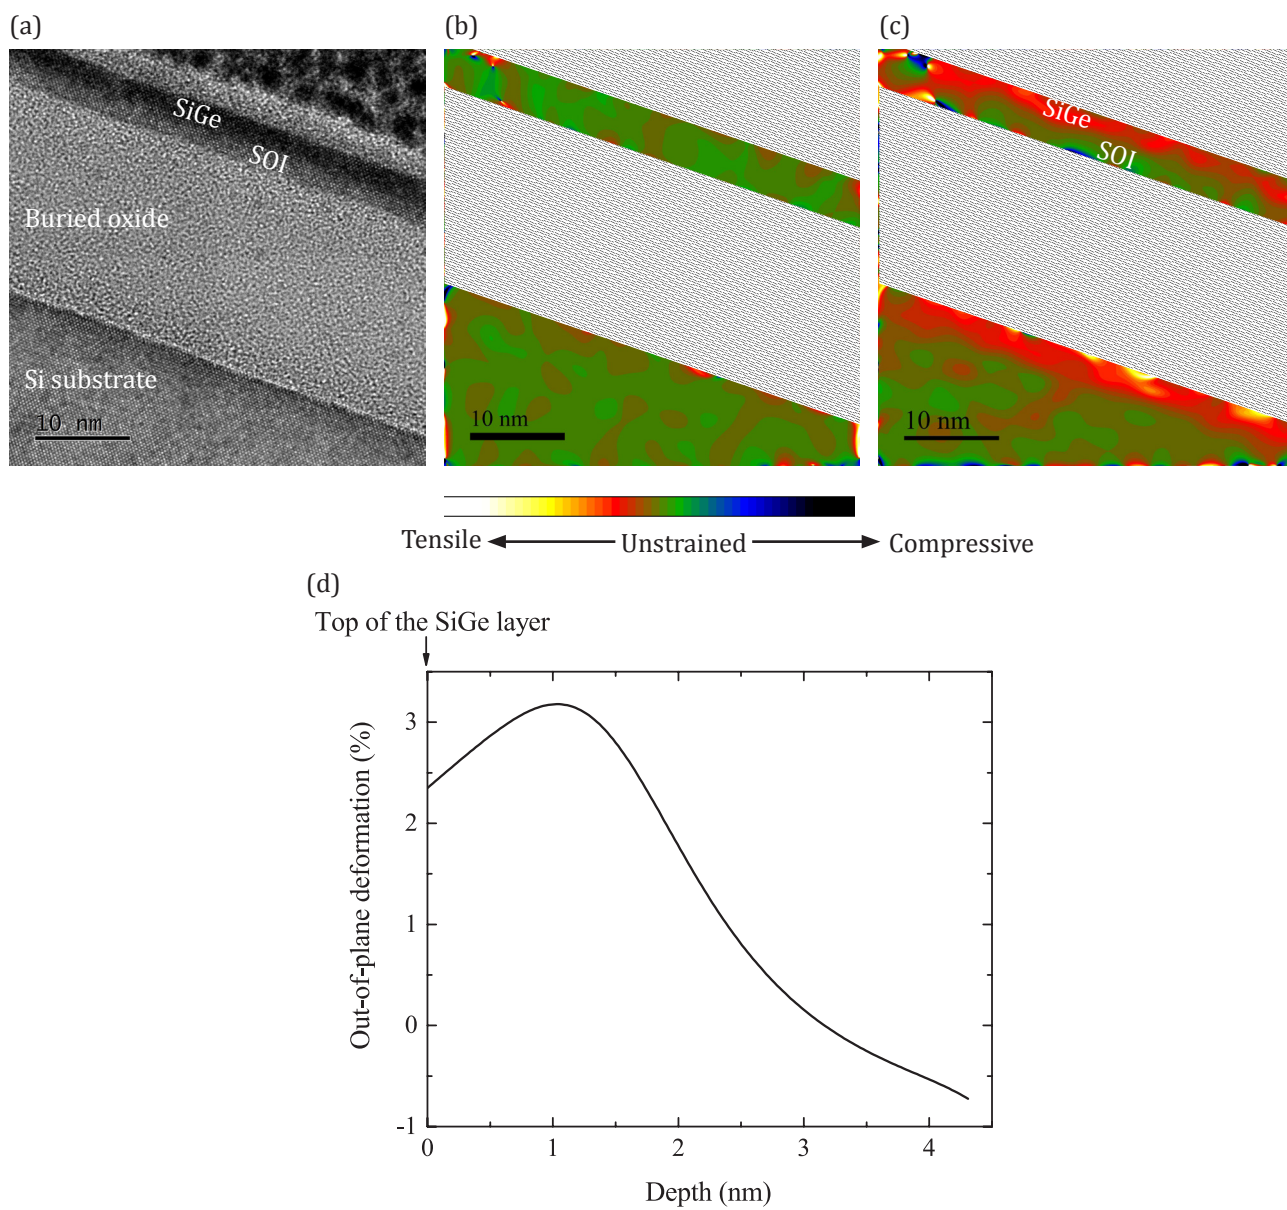 (a)
(b)
(c)
SiGe
SOI
Buried oxide
Si substrate
10 nm
10 nm
SiGe
SOI
10 nm
Tensile Unstrained Compressive
(d)
Top of the SiGe layer
Out-of-plane deformation (%)
3
2
1
0
-1
0 1 2 3 4
Depth (nm)